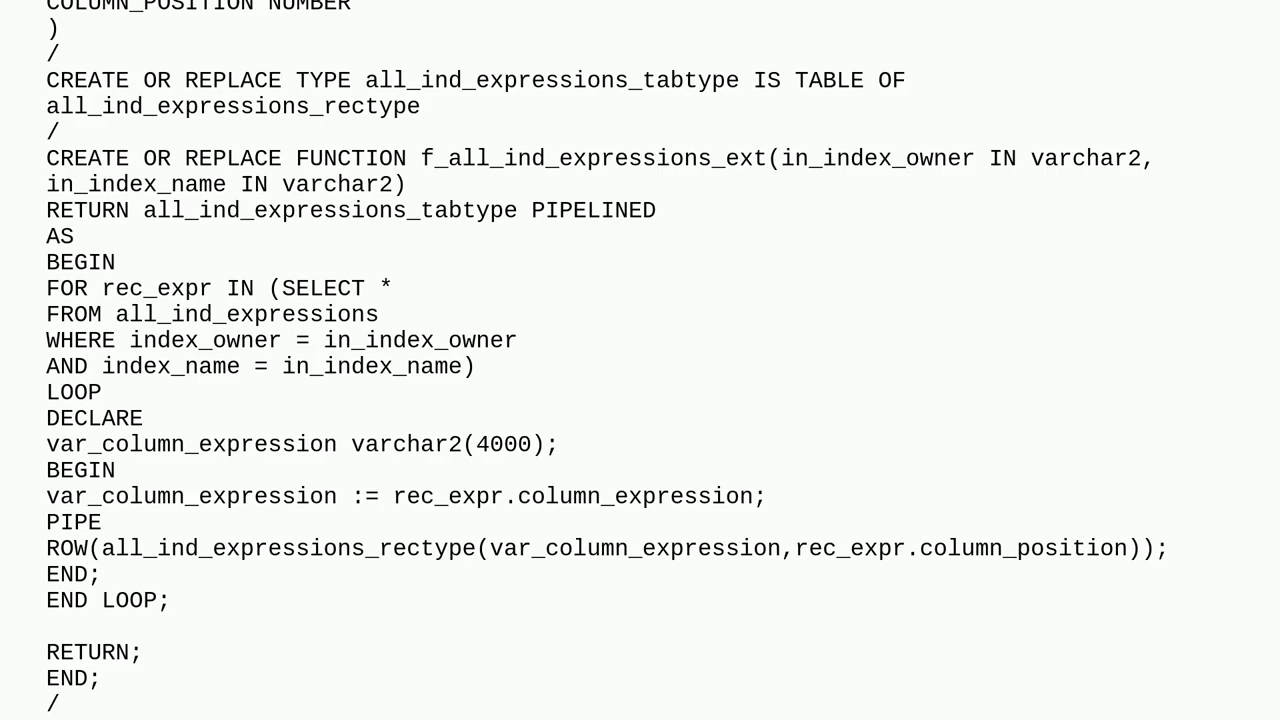 COLUMN_POSITION NUMBER
)
/
CREATE OR REPLACE TYPE all_ind_expressions_tabtype IS TABLE OF
all_ind_expressions_rectype
/
CREATE OR REPLACE FUNCTION f_all_ind_expressions_ext(in_index_owner IN varchar2,
in_index_name IN varchar2)
RETURN all_ind_expressions_tabtype PIPELINED
AS
BEGIN
FOR rec_expr IN (SELECT *
FROM all_ind_expressions
WHERE index_owner = in_index_owner
AND index_name = in_index_name)
LOOP
DECLARE
var_column_expression varchar2(4000);
BEGIN
var_column_expression := rec_expr.column_expression;
PIPE
ROW(all_ind_expressions_rectype(var_column_expression,rec_expr.column_position));
END;
END LOOP;
RETURN;
END;
/